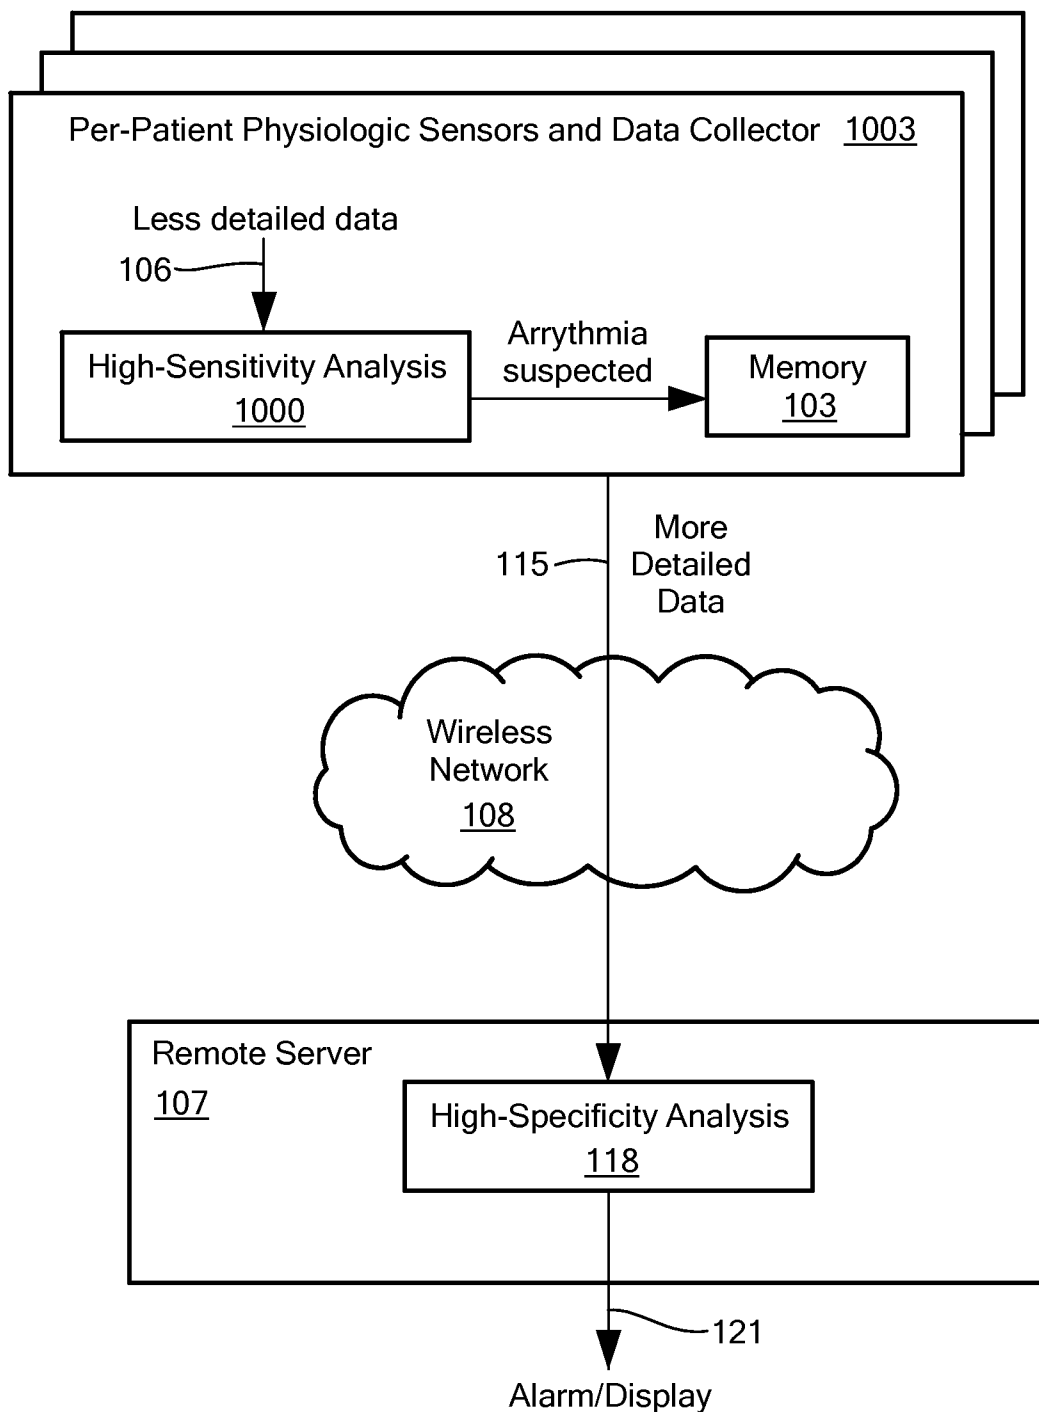 Per-Patient Physiologic Sensors and Data Collector 1003
Less detailed data
106
High-Sensitivity Analysis
1000
Arrythmia
suspected
Memory
103
115
More
Detailed
Data
Wireless
Network
108
Remote Server
107
High-Specificity Analysis
118
121
Alarm/Display